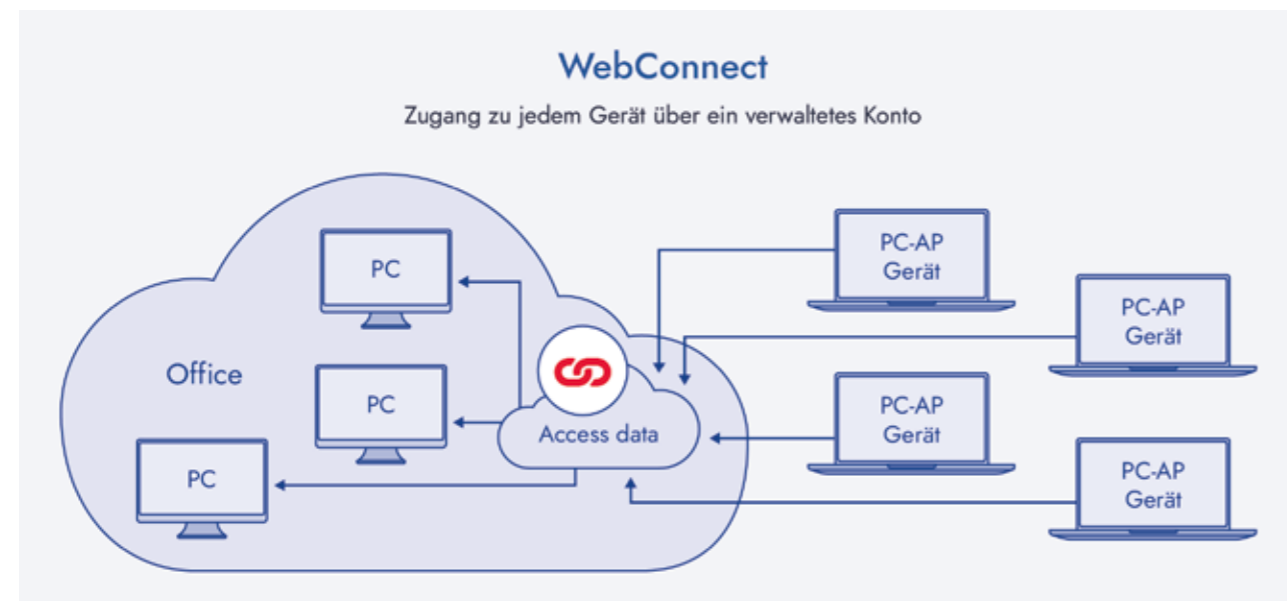 WebConnect
Zugang zu jedem Gerät über ein verwaltetes Konto
PC
PC
PC
Office
Access data
PC-AP
Gerät
PC-AP
Gerät
PC-AP
Gerät
PC-AP
Gerät